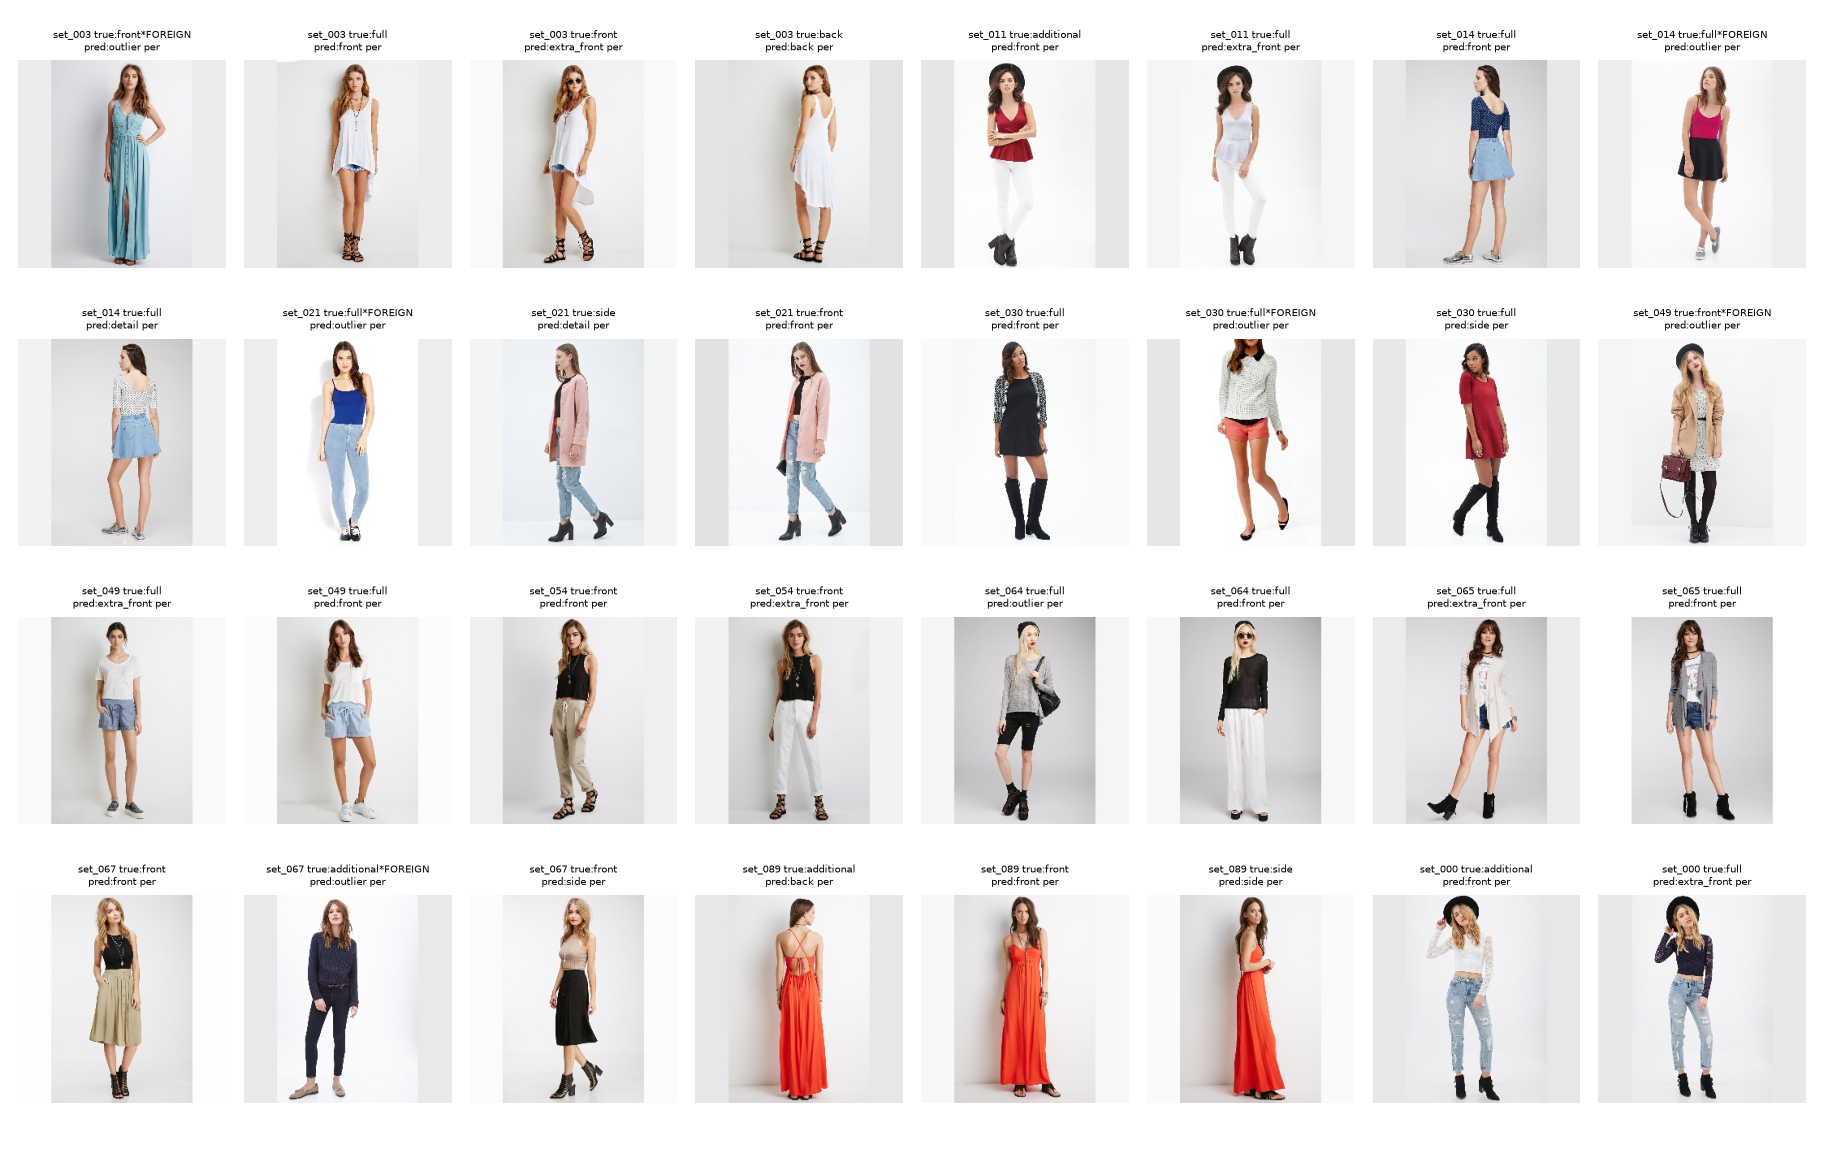 set_003 true:front*FOREIGN
pred:outlier per
set_003 true:full
pred:front per
set_003 true:front
pred:extra_front per
set_003 true:back
pred:back per
set_011 true:additional
pred:front per
set_011 true:full
pred:extra_front per
set_014 true:full
pred:front per
set_014 true:full*FOREIGN
pred:outlier per
set_014 true:full
pred:detail per
set_021 true:full*FOREIGN
pred:outlier per
set_021 true:side
pred:detail per
set_021 true:front
pred:front per
set_030 true:full
pred:front per
set_030 true:full*FOREIGN
pred:outlier per
set_030 true:full
pred:side per
set_049 true:front*FOREIGN
pred:outlier per
set_049 true:full
pred:extra_front per
set_049 true:full
pred:front per
set_054 true:front
pred:front per
set_054 true:front
pred:extra_front per
set_064 true:full
pred:outlier per
set_064 true:full
pred:front per
set_065 true:full
pred:extra_front per
set_065 true:full
pred:front per
set_067 true:front
pred:front per
set_067 true:additional*FOREIGN
pred:outlier per
set_067 true:front
pred:side per
set_089 true:additional
pred:back per
set_089 true:front
pred:front per
set_089 true:side
pred:side per
set_000 true:additional
pred:front per
set_000 true:full
pred:extra_front per